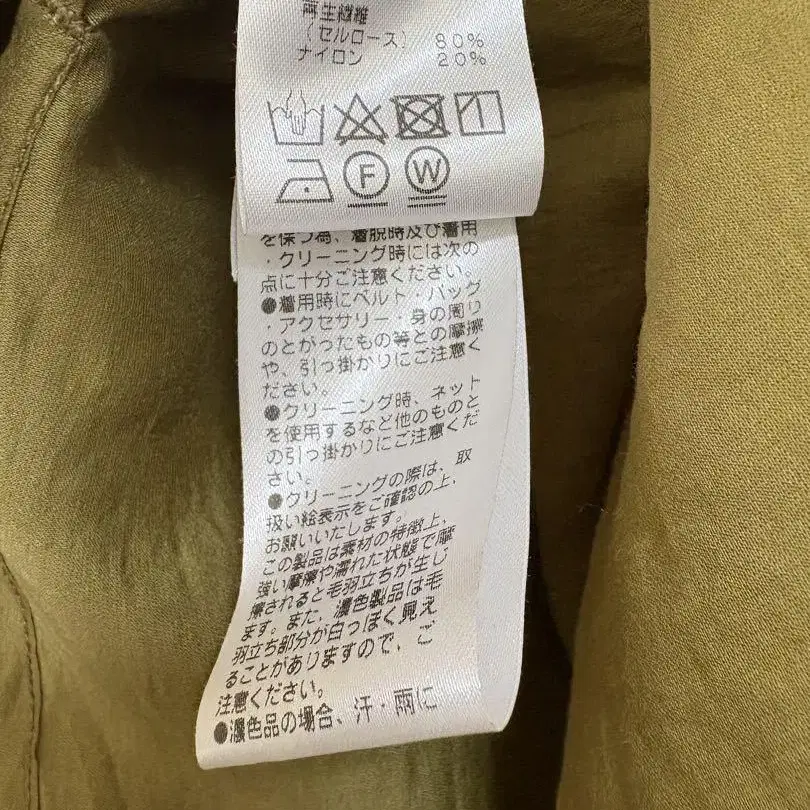 再生繊維
（セルロース） 80%
ナイロン 20%
F W
を保つ為、着脱時及び着用
・クリーニング時には次の
点に十分ご注意ください。
●着用時にベルト・バッグ
・アクセサリー・身の周り
のとがったもの等との摩擦
や、引っ掛かりにご注意く
ださい。
●クリーニング時、ネット
を使用するなど他のものと
の引っ掛かりにご注意くだ
さい。
●クリーニングの際は、取
扱い絵表示をご確認の上、
お願いいたします。
この製品は素材の特徴上、
強い摩擦や濡れた状態で摩
擦されると毛羽立ちが生じ
ます。また、濃色製品は毛
羽立ち部分が白っぽく見え
ることがありますので、ご
注意ください。
●濃色品の場合、汗・雨に